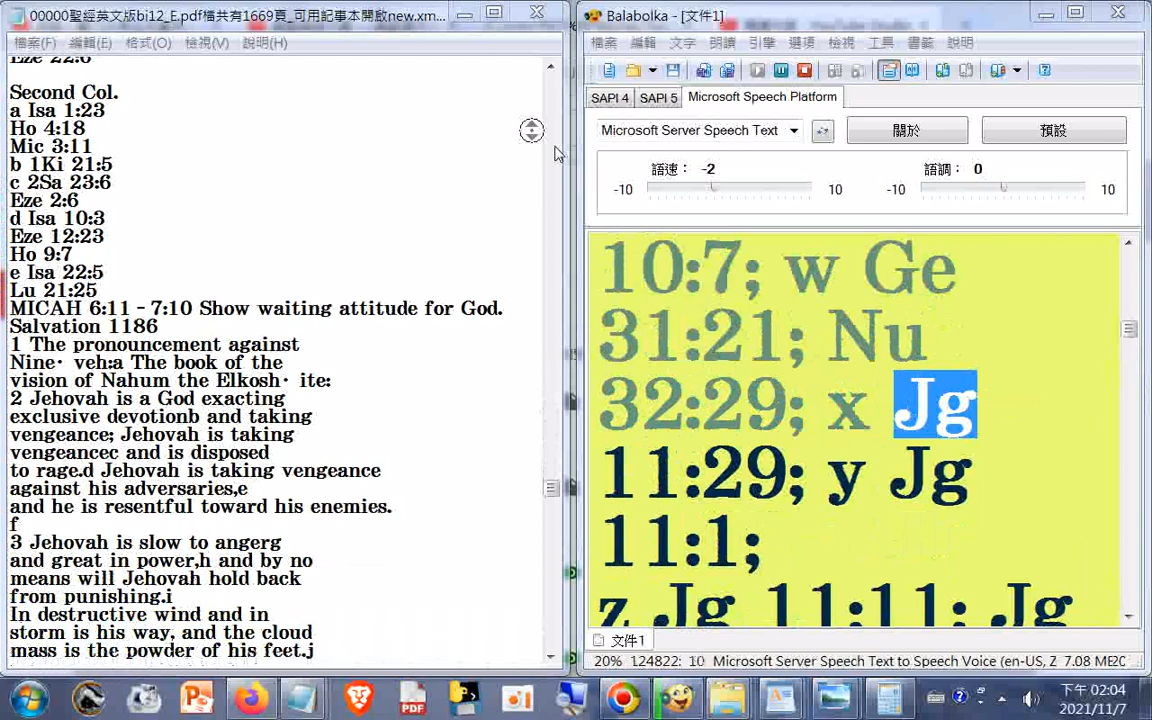 00000聖經英文版bi12_E.pdf檔共有1669頁_可用記事本開啟new.xm...
檔案(F) 編輯(E) 格式(O) 檢視(V) 說明(H)
Eze 22:6
Second Col.
a Isa 1:23
Ho 4:18
Mic 3:11
b 1Ki 21:5
c 2Sa 23:6
Eze 2:6
d Isa 10:3
Eze 12:23
Ho 9:7
e Isa 22:5
Lu 21:25
MICAH 6:11–7:10 Show waiting attitude for God.
Salvation 1186
1 The pronouncement against
Nine·veh:a The book of the
vision of Nahum the Elkosh·ite:
2 Jehovah is a God exacting
exclusive devotionb and taking
vengeance; Jehovah is taking
vengeancec and is disposed
to rage.d Jehovah is taking vengeance
against his adversaries,e
and he is resentful toward his enemies.
f
3 Jehovah is slow to angerg
and great in power,h and by no
means will Jehovah hold back
from punishing.i
In destructive wind and in
storm is his way, and the cloud
mass is the powder of his feet.j
Balabolka - [文件1]
檔案 編輯 文字 朗讀 引擎 選項 檢視 工具 書籤 說明
SAPI 4 SAPI 5 Microsoft Speech Platform
Microsoft Server Speech Text 關於 預設
語速: -2 語調: 0
-10 10 -10 10
10:7; w Ge
31:21; Nu
32:29; x Jg
11:29; y Jg
11:1;
z Jg 11:11; Jg
文件1
20% 124822: 10 Microsoft Server Speech Text to Speech Voice (en-US, Z 7.08 ME
下午 02:04
2021/11/7